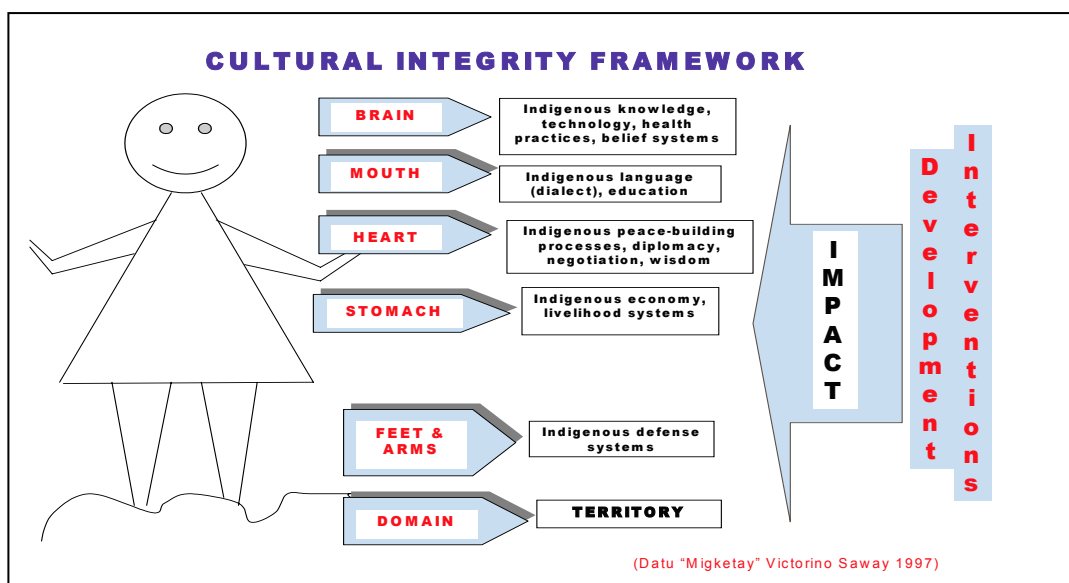 CULTURAL INTEGRITY FRAMEWORK
BRAIN
Indigenous knowledge,
technology, health
practices, belief systems
MOUTH
Indigenous language
(dialect), education
HEART
Indigenous peace-building
processes, diplomacy,
negotiation, wisdom
STOMACH
Indigenous economy,
livelihood systems
FEET &
ARMS
Indigenous defense
systems
DOMAIN
TERRITORY
IMPACT
Development
Interventions
(Datu “Migketay” Victorino Saway 1997)